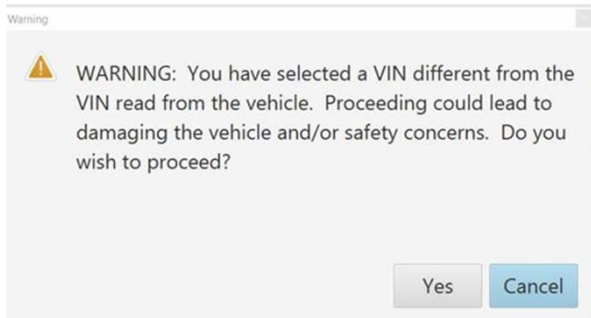 Warning
WARNING:  You have selected a VIN different from the
VIN read from the vehicle.  Proceeding could lead to
damaging the vehicle and/or safety concerns.  Do you
wish to proceed?
Yes
Cancel